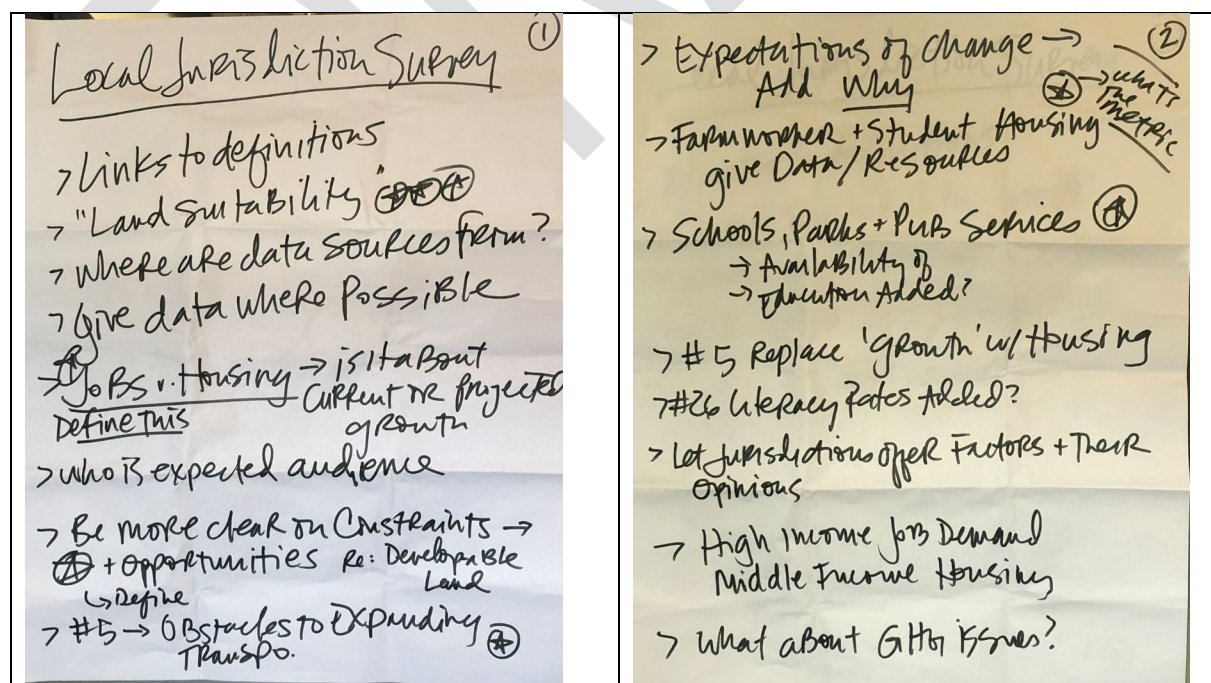 1
Local Jurisdiction Survey
> Links to definitions
> "Land Suitability"
> Where are data sources from?
> Give data where possible
> Jobs v. Housing → is it about
Define this current or projected
growth
> who is expected audience
> Be more clear on Constraints →
+ opportunities Re: Developable
↳ Define Land
> #5 → Obstacles to Expanding
Transpo.
2
> Expectations of change →
Add Why → what's
the
metric
> Farmworker + Student Housing
give Data/Resources
> Schools, Parks + Pub Services
→ Availability of
→ Education Added?
> #5 Replace 'growth' w/ Housing
> #26 literacy rates Added?
> Let Jurisdictions offer Factors + Their
Opinions
→ High Income Job Demand
Middle Income Housing
> What about GHG issues?